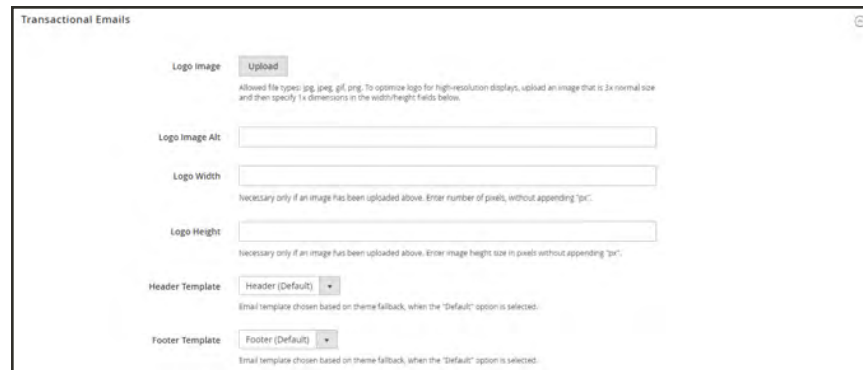 Transactional Emails
Logo Image
Upload
Allowed file types: jpg, jpeg, gif, png. To optimize logo for high-resolution displays, upload an image that is 3x normal size
and then specify 1x dimensions in the width/height fields below.
Logo Image Alt
Logo Width
Necessary only if an image has been uploaded above. Enter number of pixels, without appending "px".
Logo Height
Necessary only if an image has been uploaded above. Enter image height size in pixels without appending "px".
Header Template
Header (Default)
Email template chosen based on theme fallback, when the "Default" option is selected.
Footer Template
Footer (Default)
Email template chosen based on theme fallback, when the "Default" option is selected.